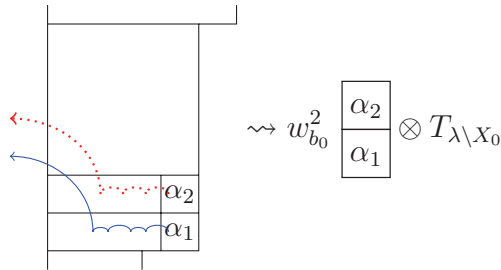 α₂
α₁
⇝ w_{b_0}^2 α₂ α₁ ⊗ T_{λ\X_0}